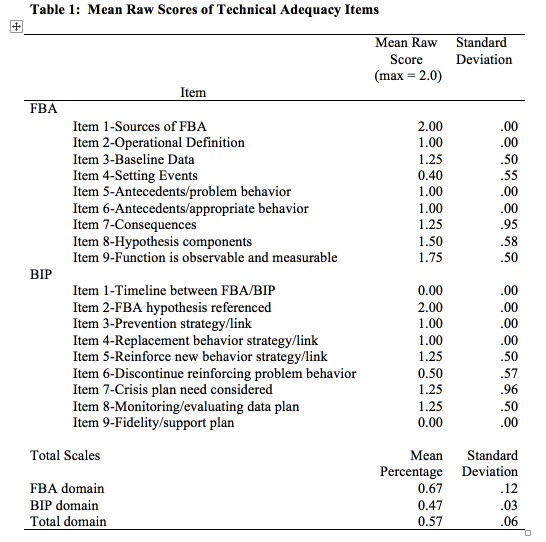 Table 1: Mean Raw Scores of Technical Adequacy Items
Mean Raw Standard
Score Deviation
(max = 2.0)
Item
FBA
Item 1-Sources of FBA 2.00 .00
Item 2-Operational Definition 1.00 .00
Item 3-Baseline Data 1.25 .50
Item 4-Setting Events 0.40 .55
Item 5-Antecedents/problem behavior 1.00 .00
Item 6-Antecedents/appropriate behavior 1.00 .00
Item 7-Consequences 1.25 .95
Item 8-Hypothesis components 1.50 .58
Item 9-Function is observable and measurable 1.75 .50
BIP
Item 1-Timeline between FBA/BIP 0.00 .00
Item 2-FBA hypothesis referenced 2.00 .00
Item 3-Prevention strategy/link 1.00 .00
Item 4-Replacement behavior strategy/link 1.00 .00
Item 5-Reinforce new behavior strategy/link 1.25 .50
Item 6-Discontinue reinforcing problem behavior 0.50 .57
Item 7-Crisis plan need considered 1.25 .96
Item 8-Monitoring/evaluating data plan 1.25 .50
Item 9-Fidelity/support plan 0.00 .00
Total Scales Mean Standard
Percentage Deviation
FBA domain 0.67 .12
BIP domain 0.47 .03
Total domain 0.57 .06